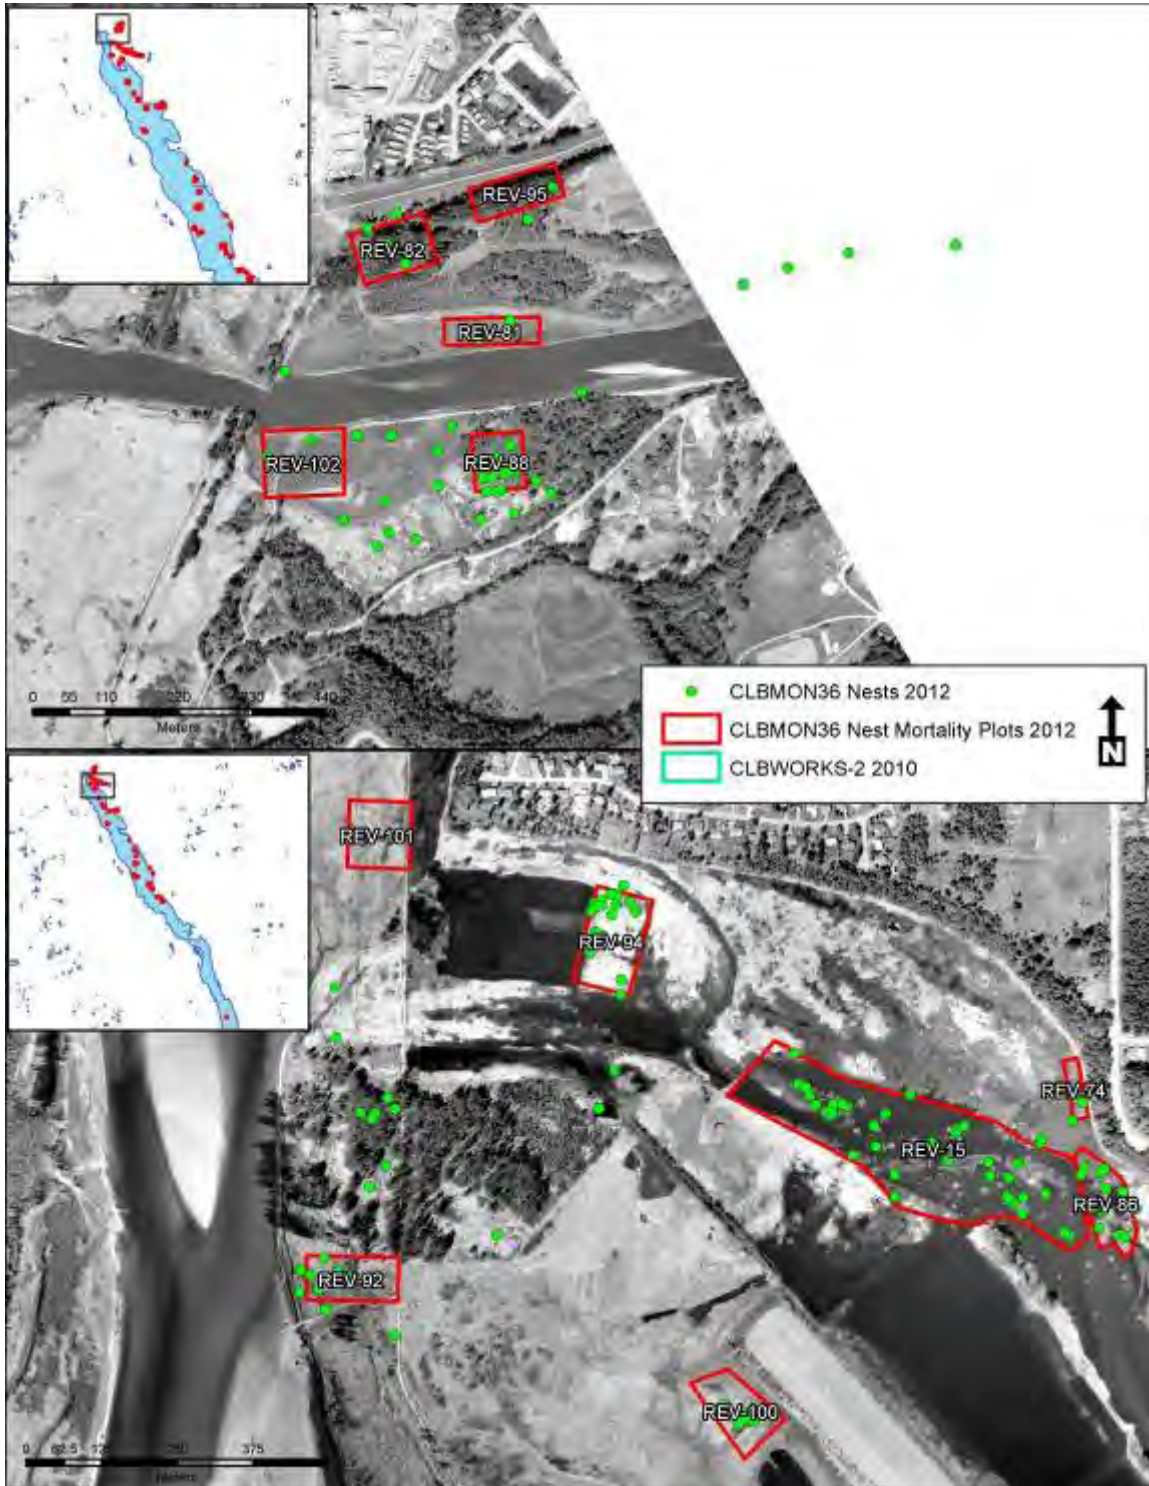 REV-95
REV-82
REV-81
REV-102
REV-88
0 55 110 220 330 440
Meters
CLBMON36 Nests 2012
CLBMON36 Nest Mortality Plots 2012
CLBWORKS-2 2010
N
REV-101
REV-94
REV-74
REV-15
REV-85
REV-92
REV-100
0 62.5 125 250 375
Meters